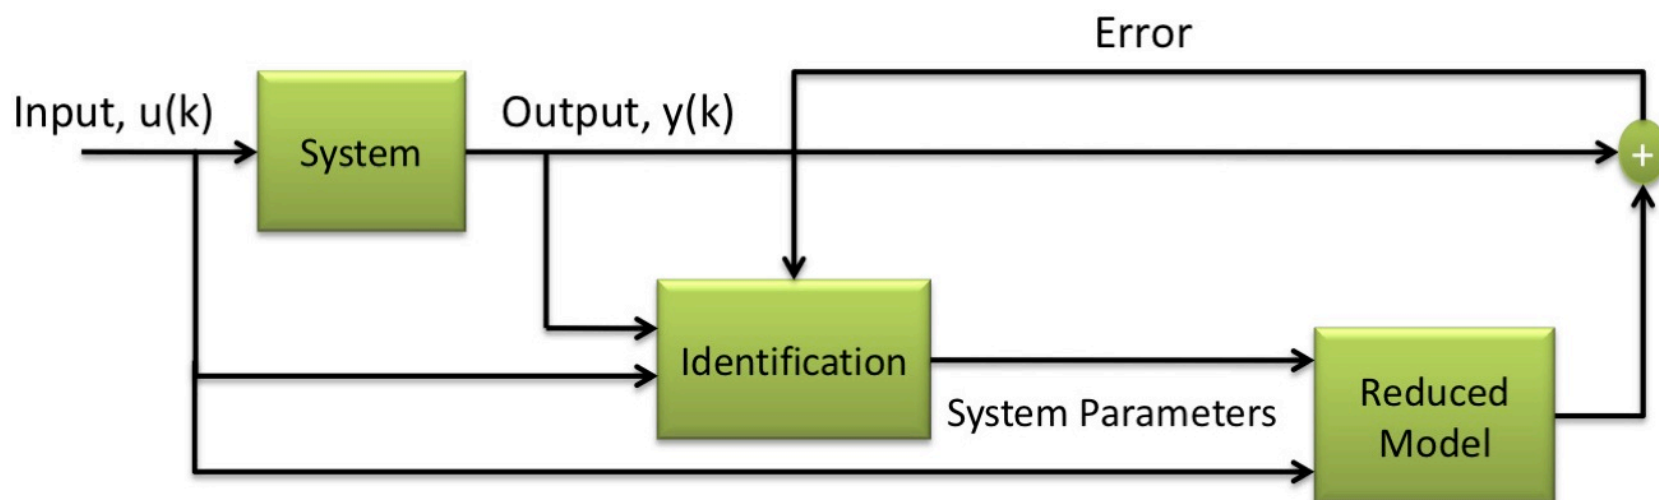 Error
Input, u(k)
Output, y(k)
System
+
Identification
System Parameters
Reduced
Model